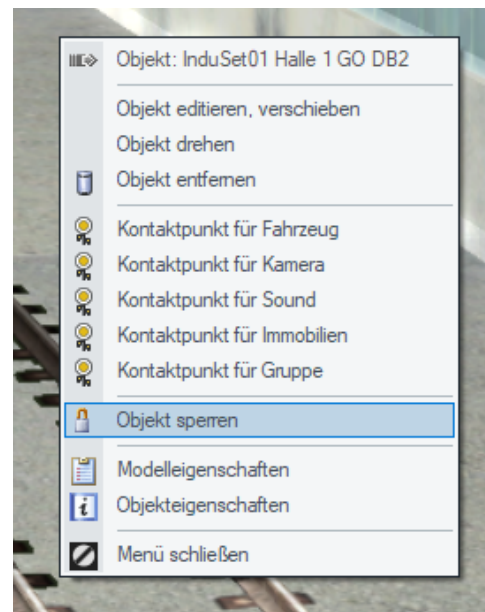 Objekt: InduSet01 Halle 1 GO DB2
Objekt editieren, verschieben
Objekt drehen
Objekt entfernen
Kontaktpunkt für Fahrzeug
Kontaktpunkt für Kamera
Kontaktpunkt für Sound
Kontaktpunkt für Immobilien
Kontaktpunkt für Gruppe
Objekt sperren
Modelleigenschaften
Objekteigenschaften
Menü schließen